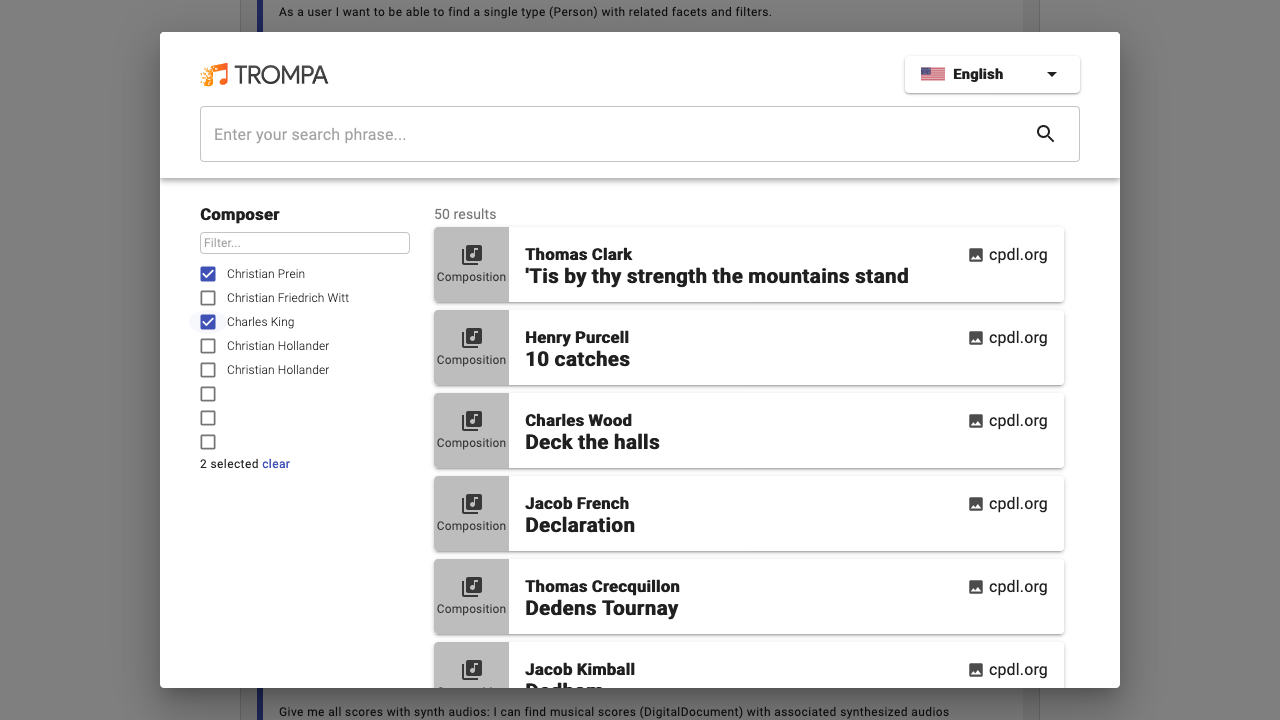 As a user I want to be able to find a single type (Person) with related facets and filters.
TROMPA
English
Enter your search phrase...
Composer
Filter...
Christian Prein
Christian Friedrich Witt
Charles King
Christian Hollander
Christian Hollander
2 selected clear
50 results
Composition
Thomas Clark
'Tis by thy strength the mountains stand
cpdl.org
Composition
Henry Purcell
10 catches
cpdl.org
Composition
Charles Wood
Deck the halls
cpdl.org
Composition
Jacob French
Declaration
cpdl.org
Composition
Thomas Crecquillon
Dedens Tournay
cpdl.org
Jacob Kimball
cpdl.org
Give me all scores with synth audios: I can find musical scores (DigitalDocument) with associated synthesized audios